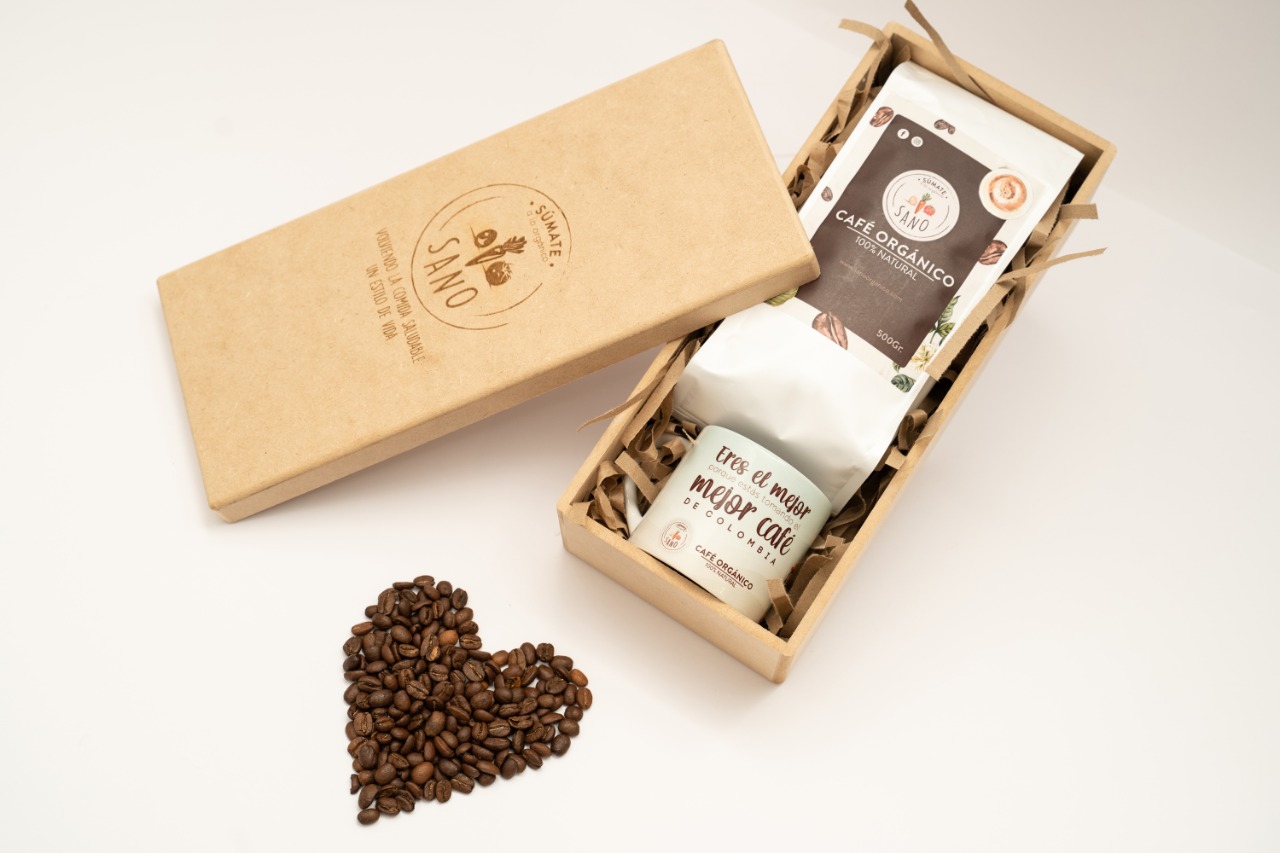 SÚMATE
a lo orgánico
SANO
VOLVIENDO LA COMIDA SALUDABLE
UN ESTILO DE VIDA
SÚMATE
SANO
CAFÉ ORGÁNICO
100% NATURAL
500Gr.
Eres el mejor
porque estás tomando el
mejor café
DE COLOMBIA
SANO
CAFÉ ORGÁNICO
100% NATURAL